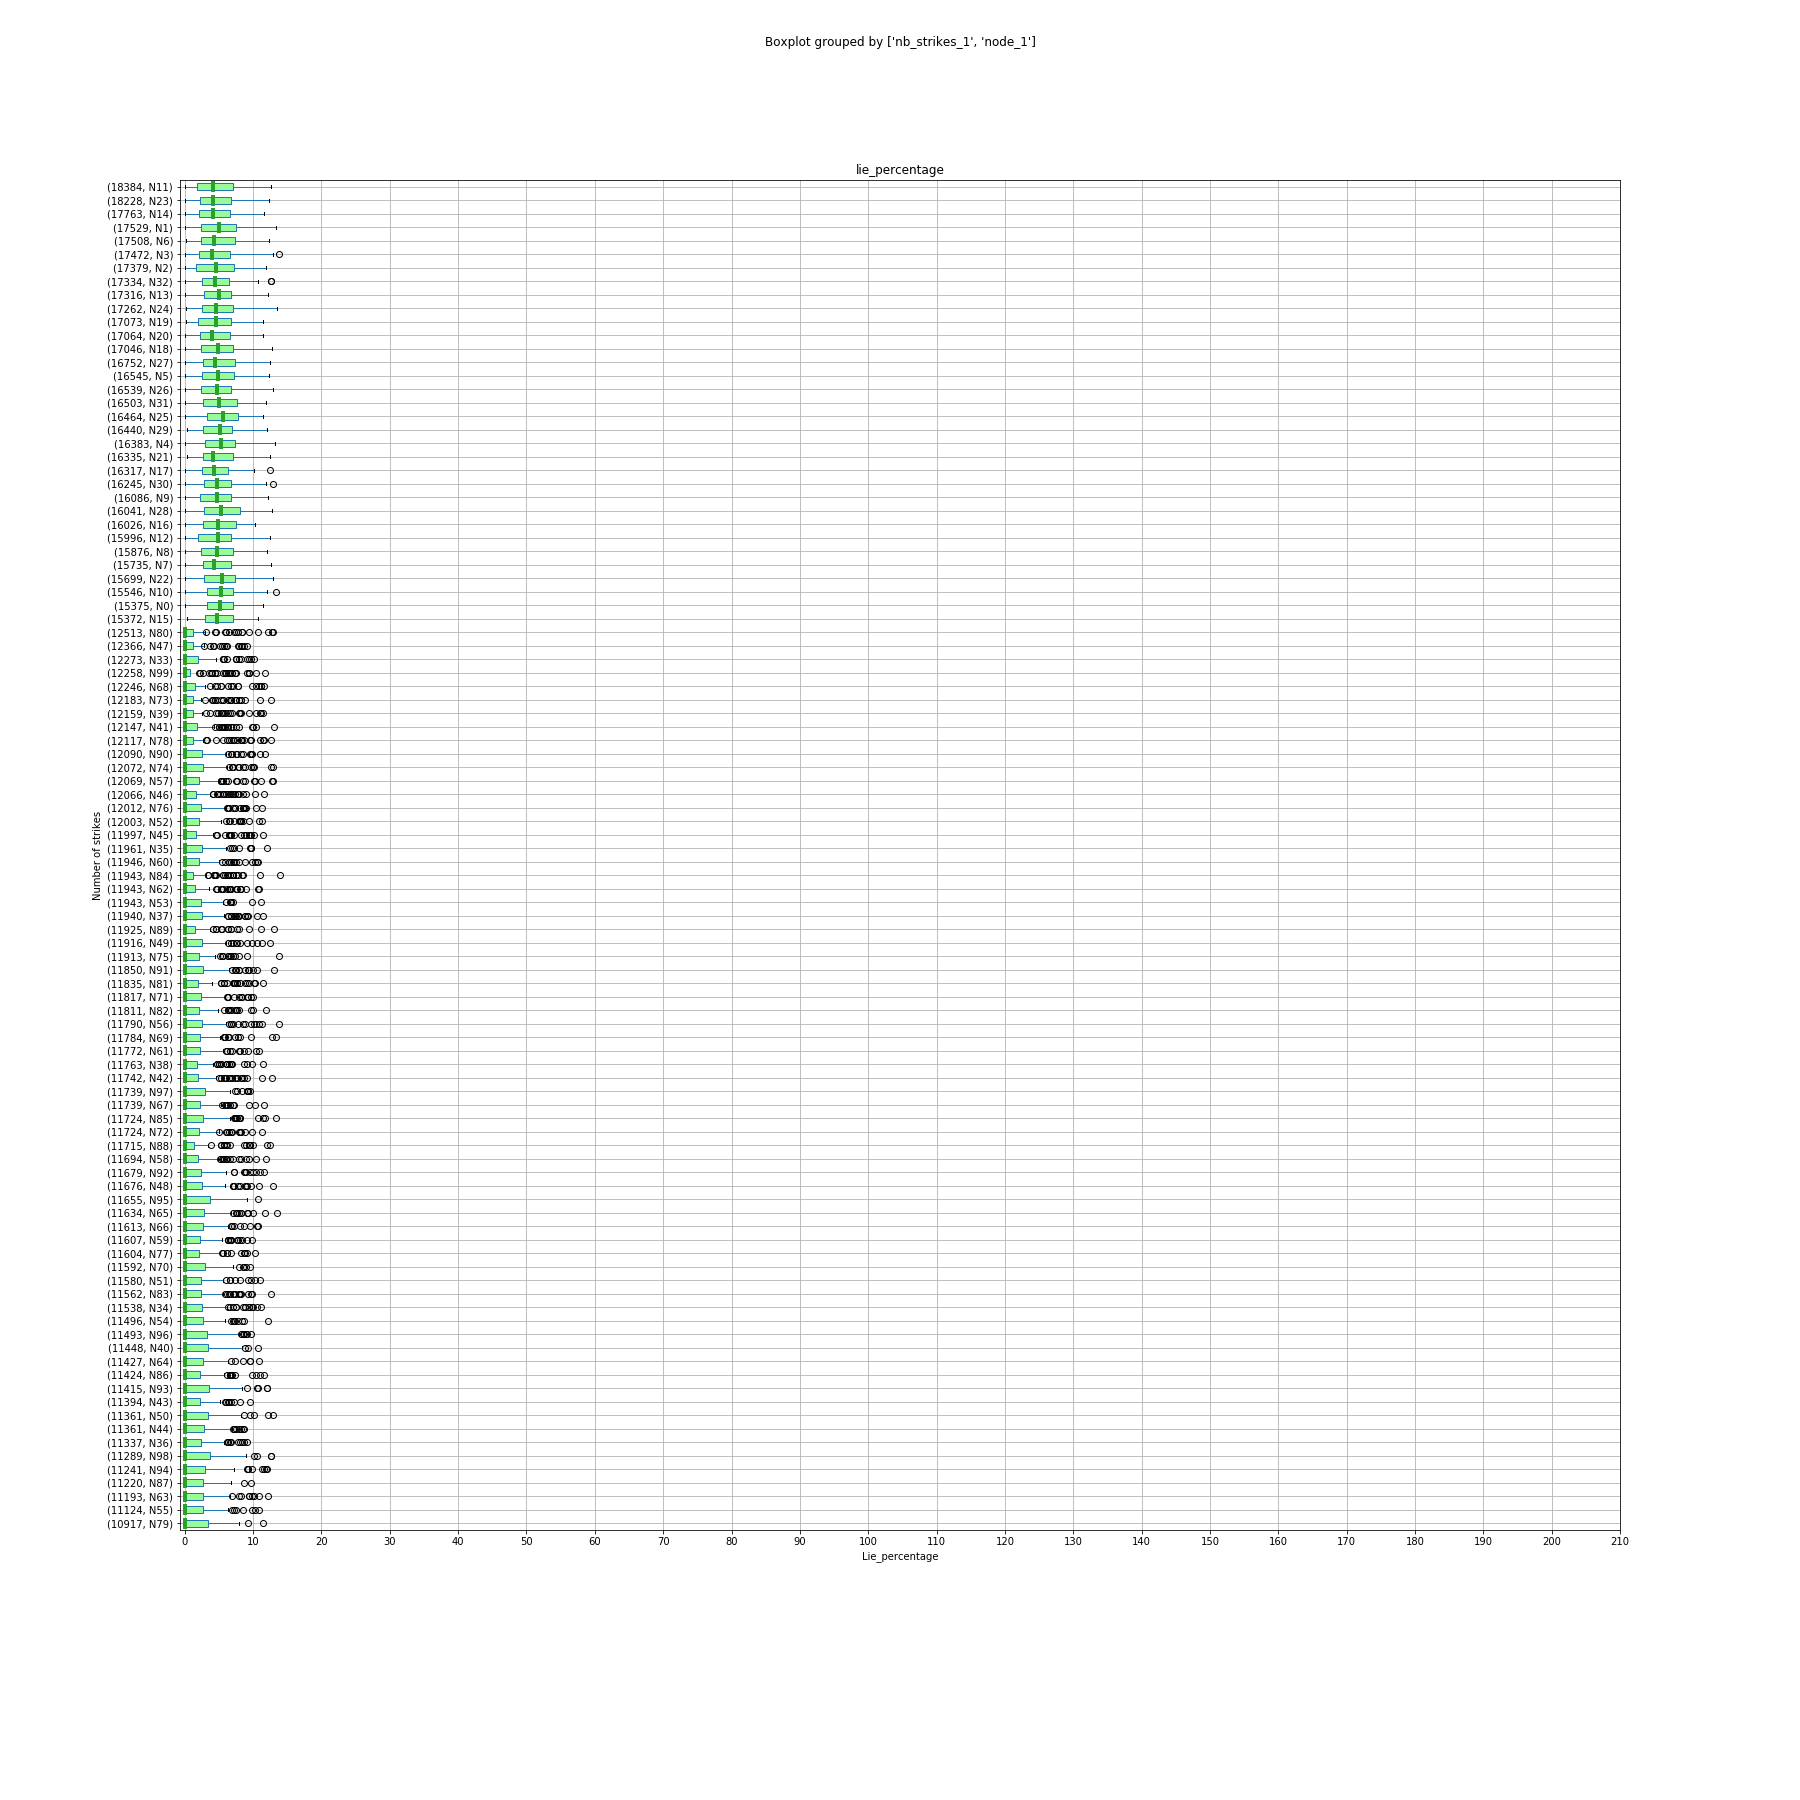 Boxplot grouped by ['nb_strikes_1', 'node_1']
lie_percentage
(18384, N11)
(18228, N23)
(17763, N14)
(17529, N1)
(17508, N6)
(17472, N3)
(17379, N2)
(17334, N32)
(17316, N13)
(17262, N24)
(17073, N19)
(17064, N20)
(17046, N18)
(16752, N27)
(16545, N5)
(16539, N26)
(16503, N31)
(16464, N25)
(16440, N29)
(16383, N4)
(16335, N21)
(16317, N17)
(16245, N30)
(16086, N9)
(16041, N28)
(16026, N16)
(15996, N12)
(15876, N8)
(15735, N7)
(15699, N22)
(15546, N10)
(15375, N0)
(15372, N15)
(12513, N80)
(12366, N47)
(12273, N33)
(12258, N99)
(12246, N68)
(12183, N73)
(12159, N39)
(12147, N41)
(12117, N78)
(12090, N90)
(12072, N74)
(12069, N57)
(12066, N46)
(12012, N76)
(12003, N52)
(11997, N45)
(11961, N35)
(11946, N60)
(11943, N84)
(11943, N62)
(11943, N53)
(11940, N37)
(11925, N89)
(11916, N49)
(11913, N75)
(11850, N91)
(11835, N81)
(11817, N71)
(11811, N82)
(11790, N56)
(11784, N69)
(11772, N61)
(11763, N38)
(11742, N42)
(11739, N97)
(11739, N67)
(11724, N85)
(11724, N72)
(11715, N88)
(11694, N58)
(11679, N92)
(11676, N48)
(11655, N95)
(11634, N65)
(11613, N66)
(11607, N59)
(11604, N77)
(11592, N70)
(11580, N51)
(11562, N83)
(11538, N34)
(11496, N54)
(11493, N96)
(11448, N40)
(11427, N64)
(11424, N86)
(11415, N93)
(11394, N43)
(11361, N50)
(11361, N44)
(11337, N36)
(11289, N98)
(11241, N94)
(11220, N87)
(11193, N63)
(11124, N55)
(10917, N79)
Number of strikes
0 10 20 30 40 50 60 70 80 90 100 110 120 130 140 150 160 170 180 190 200 210
Lie_percentage